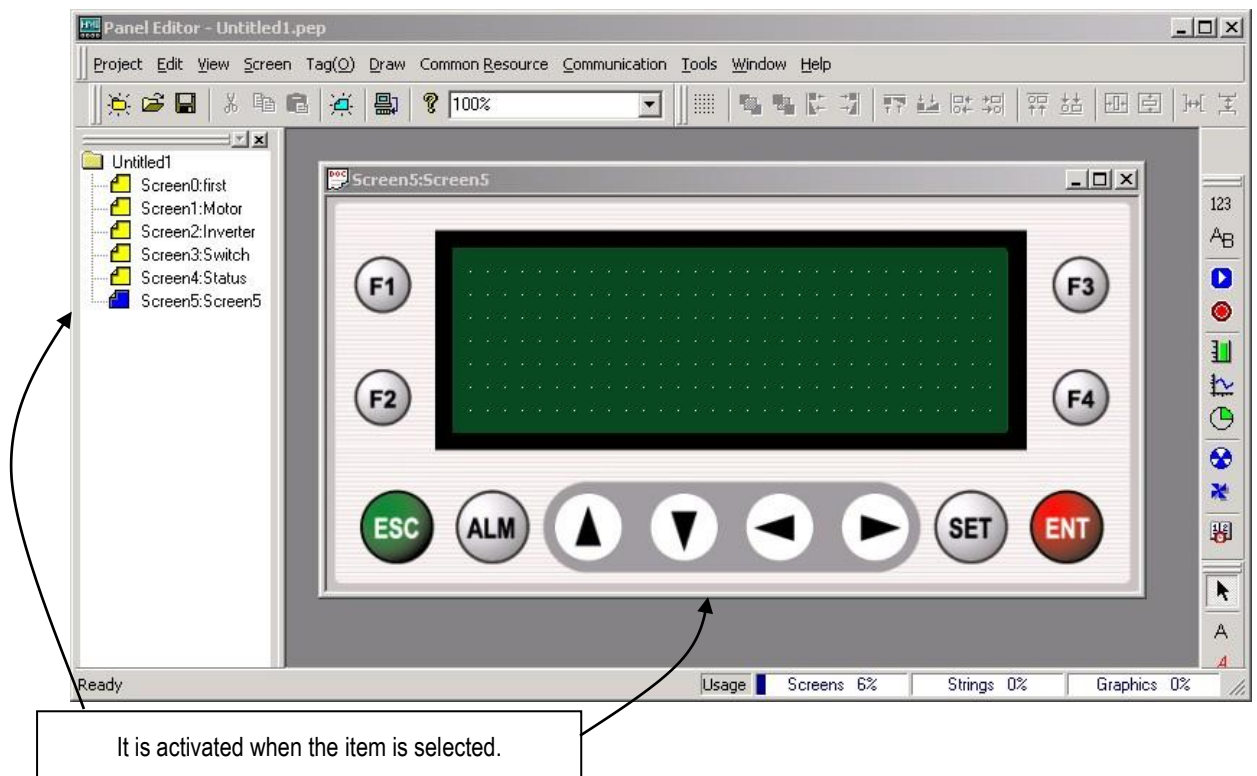 Panel Editor - Untitled1.pep
Project Edit View Screen Tag(O) Draw Common Resource Communication Tools Window Help
100%
Untitled1
Screen0:first
Screen1:Motor
Screen2:Inverter
Screen3:Switch
Screen4:Status
Screen5:Screen5
Screen5:Screen5
F1
F3
F2
F4
ESC ALM SET ENT
123
AB
A
A
Ready
Usage Screens 6% Strings 0% Graphics 0%
It is activated when the item is selected.